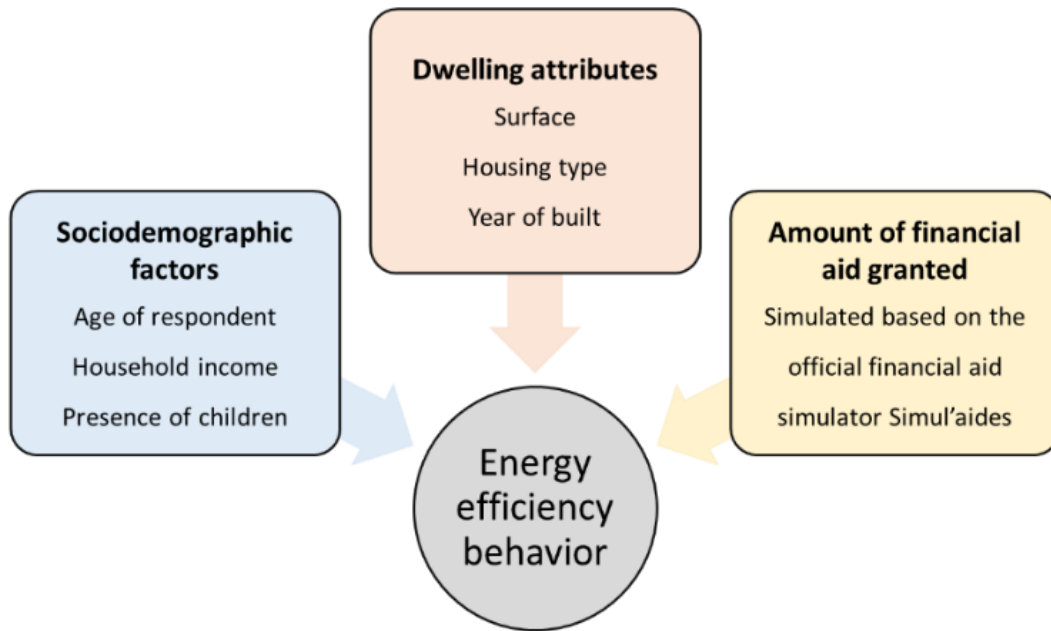 Dwelling attributes
Surface
Housing type
Year of built
Sociodemographic
factors
Age of respondent
Household income
Presence of children
Amount of financial
aid granted
Simulated based on the
official financial aid
simulator Simul'aides
Energy
efficiency
behavior